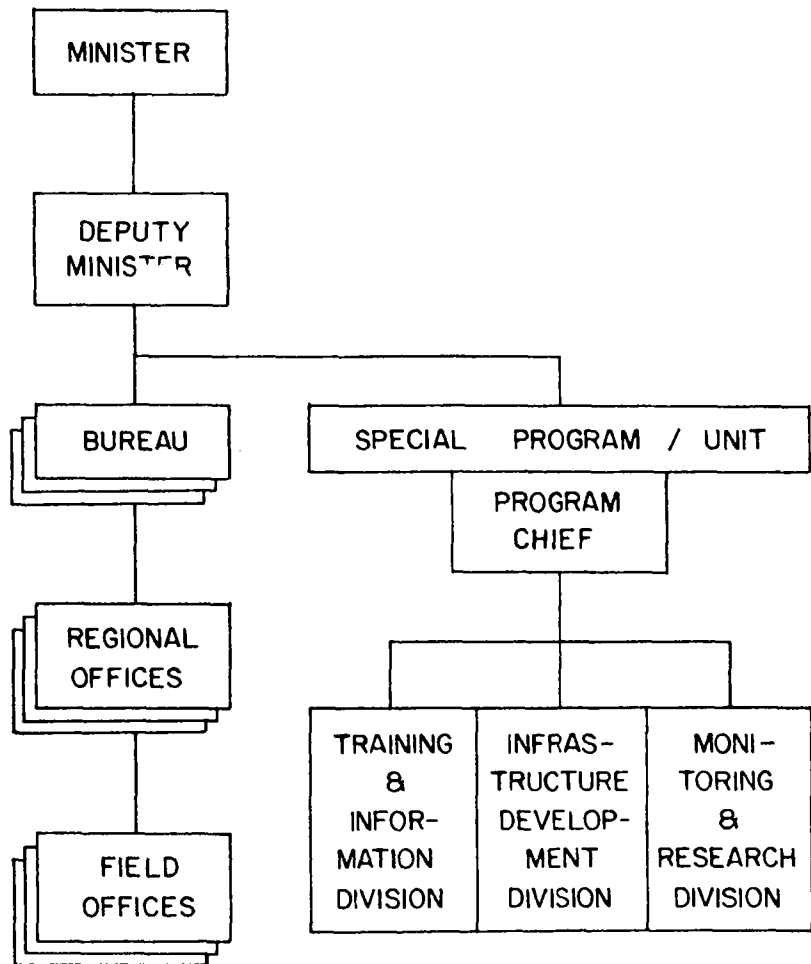 MINISTER
DEPUTY
MINISTER
BUREAU
SPECIAL PROGRAM / UNIT
PROGRAM
CHIEF
REGIONAL
OFFICES
TRAINING
&
INFOR-
MATION
DIVISION
INFRAS-
TRUCTURE
DEVELOP-
MENT
DIVISION
MONI-
TORING
&
RESEARCH
DIVISION
FIELD
OFFICES